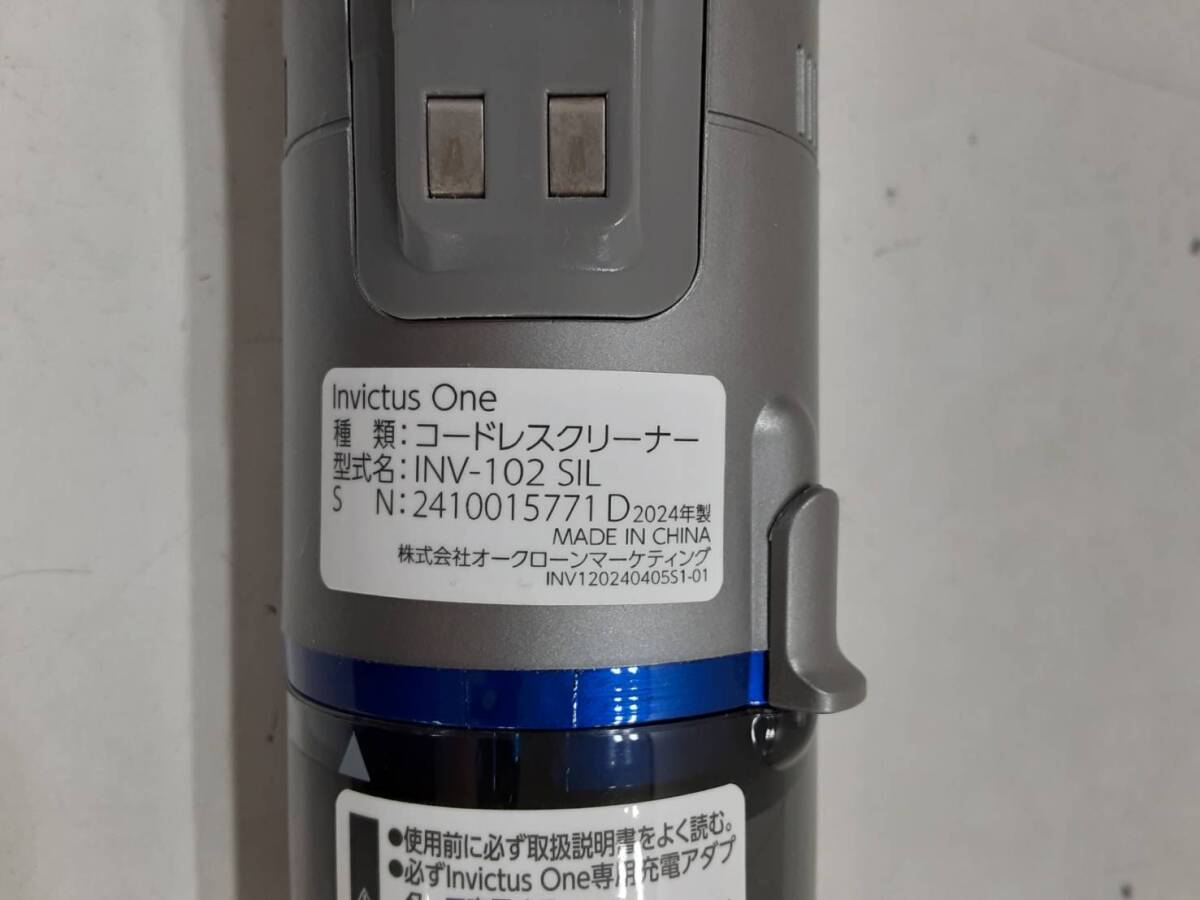 Invictus One
種 類:コードレスクリーナー
型式名:INV-102 SIL
S N:2410015771D 2024年製
MADE IN CHINA
株式会社オークローンマーケティング
INV120240405S1-01
●使用前に必ず取扱説明書をよく読む。
●必ずInvictus One専用充電アダプ